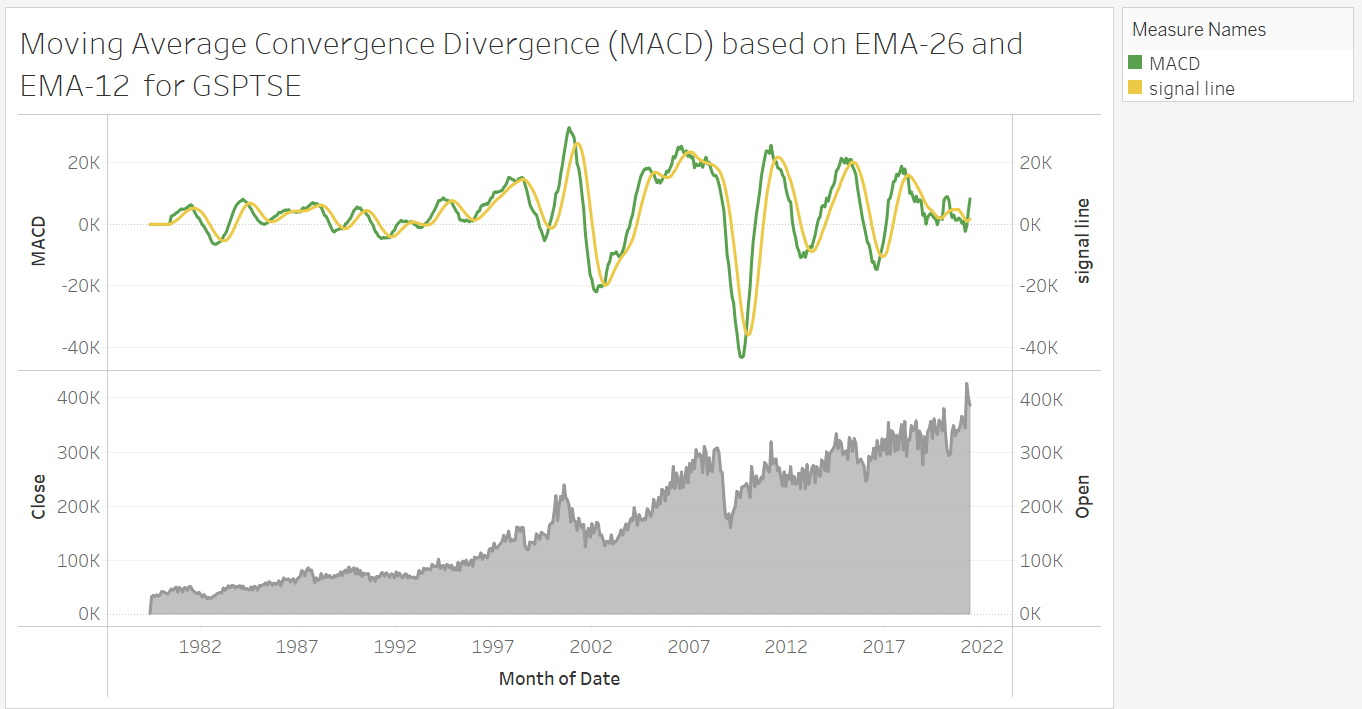 Moving Average Convergence Divergence (MACD) based on EMA-26 and
EMA-12  for GSPTSE
Measure Names
MACD
signal line
MACD
20K
0K
-20K
-40K
20K
0K
-20K
-40K
signal line
Close
400K
300K
200K
100K
0K
400K
300K
200K
100K
0K
Open
1982 1987 1992 1997 2002 2007 2012 2017 2022
Month of Date